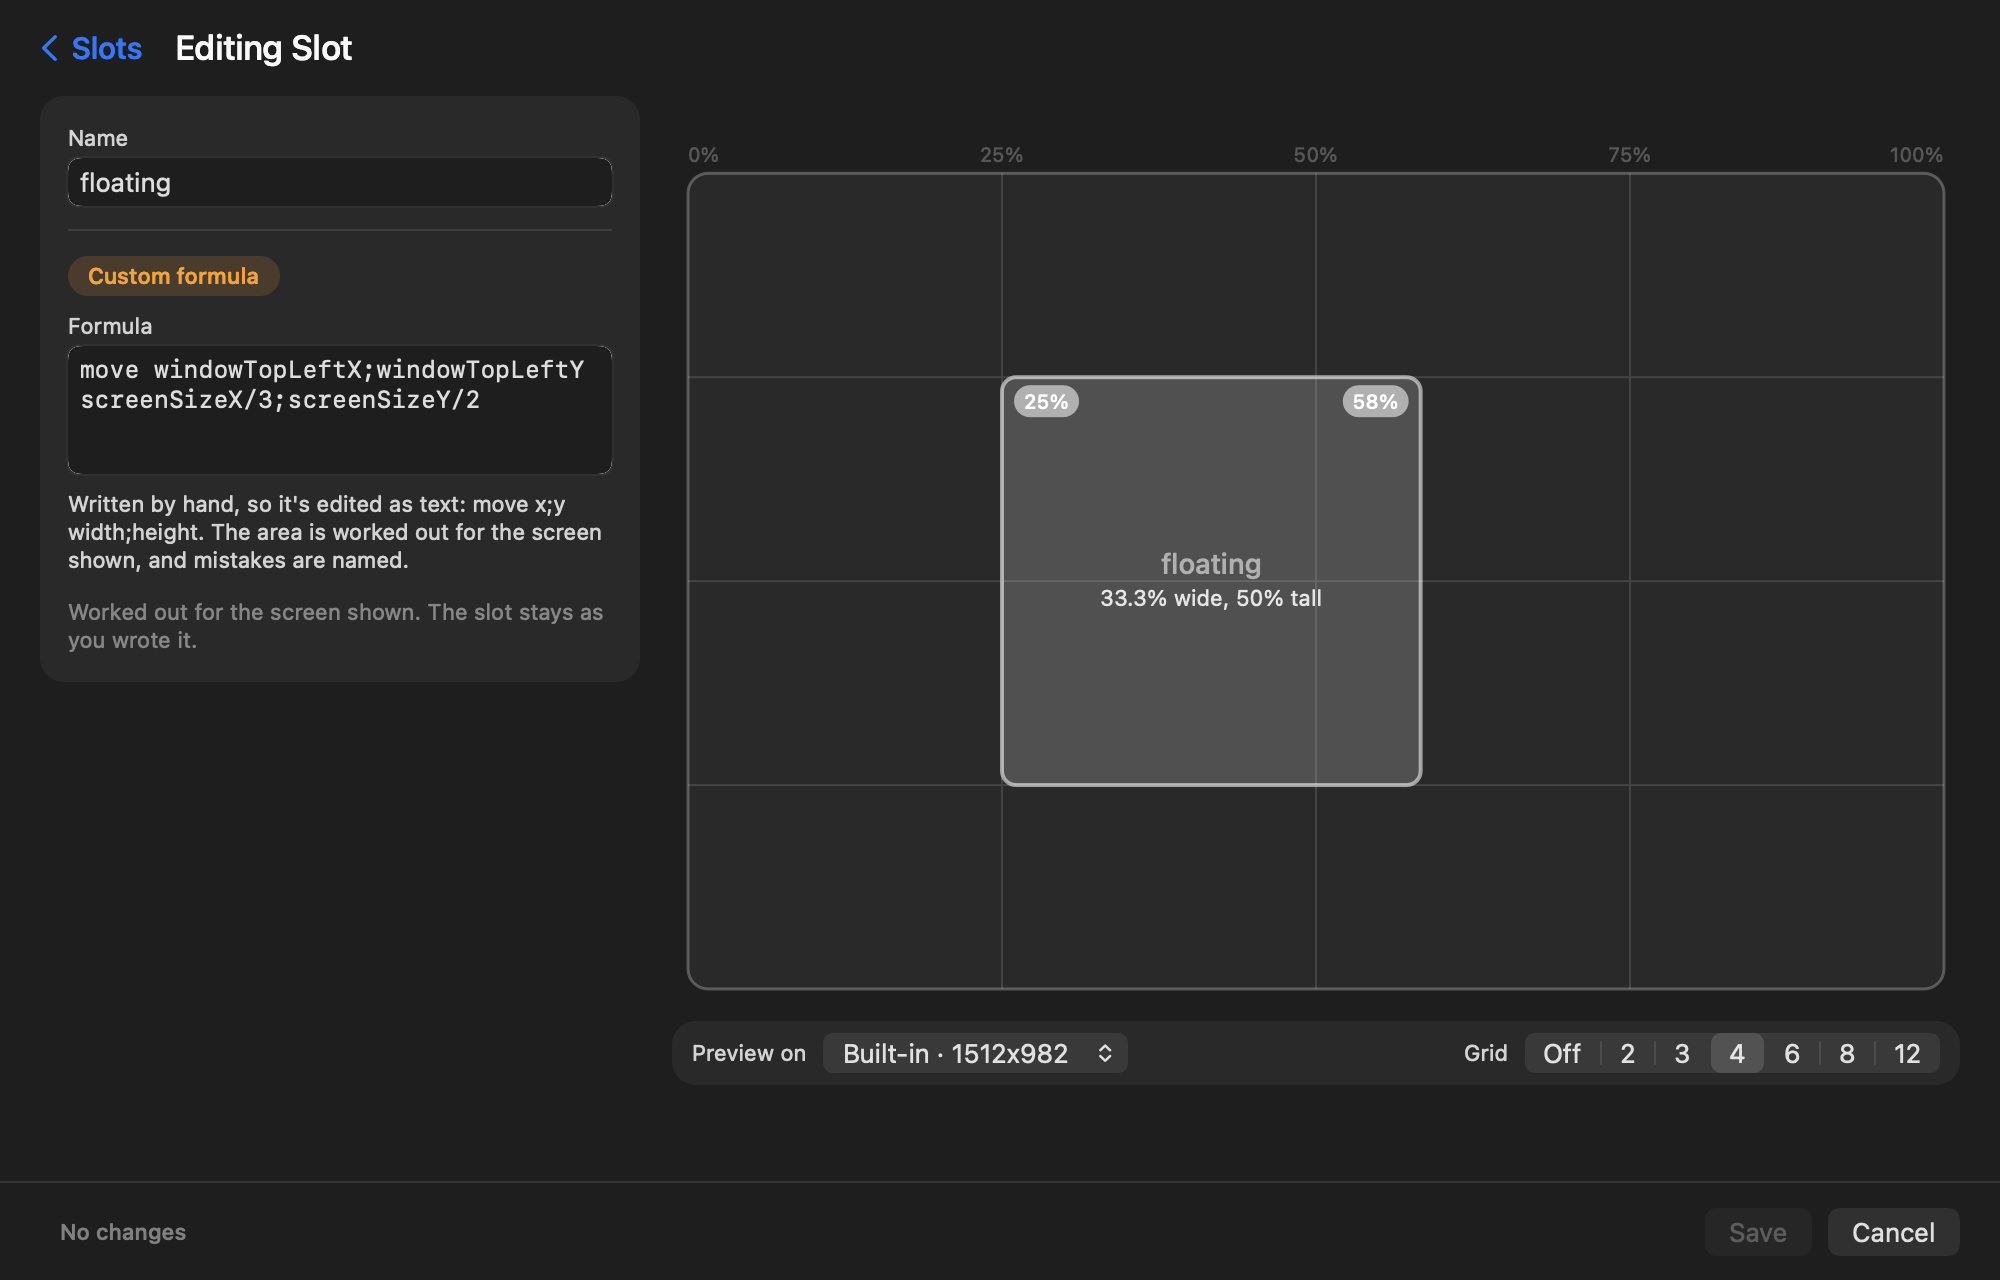 Slots
Editing Slot
Name
floating
Custom formula
Formula
move windowTopLeftX;windowTopLeftY
screenSizeX/3;screenSizeY/2
Written by hand, so it's edited as text: move x;y
width;height. The area is worked out for the screen
shown, and mistakes are named.
Worked out for the screen shown. The slot stays as
you wrote it.
0% 25% 50% 75% 100%
25% 58%
floating
33.3% wide, 50% tall
Preview on Built-in · 1512x982 Grid Off 2 3 4 6 8 12
No changes Save Cancel